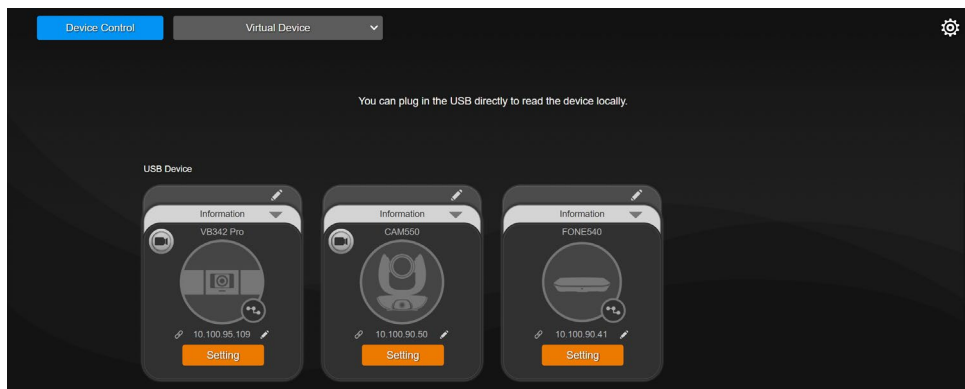 Device Control
Virtual Device
You can plug in the USB directly to read the device locally.
USB Device
Information
VB342 Pro
10.100.95.109
Setting
Information
CAM550
10.100.90.50
Setting
Information
FONE540
10.100.90.41
Setting